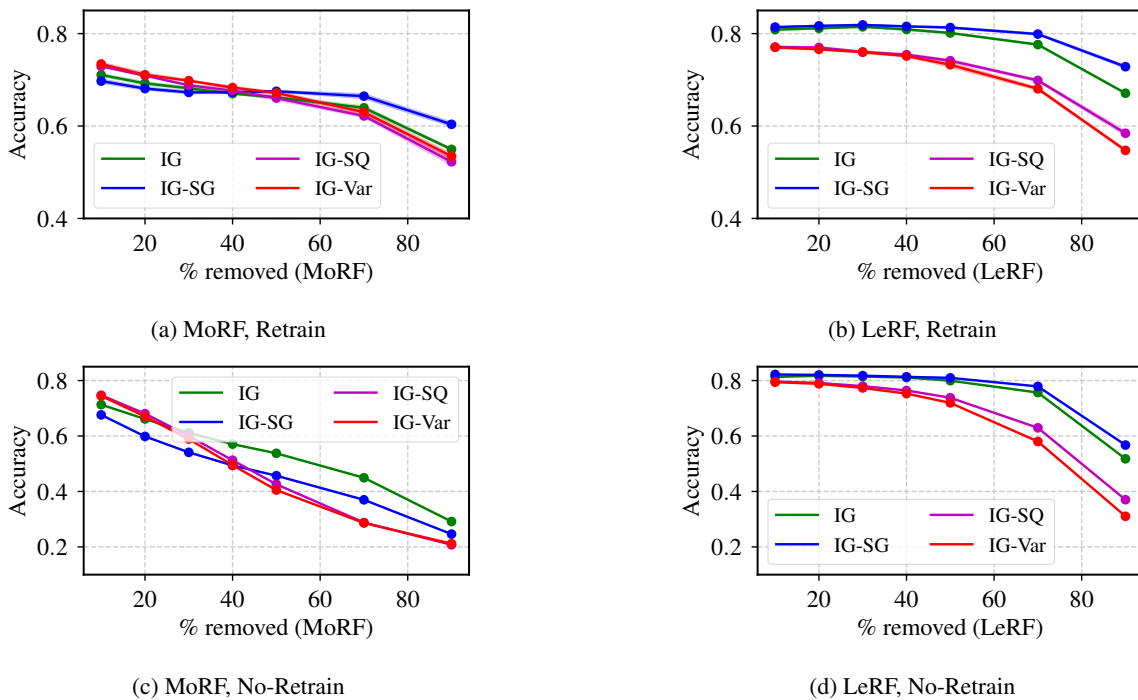 0.8
0.6
0.4
Accuracy
IG
IG-SG
IG-SQ
IG-Var
20 40 60 80
% removed (MoRF)
(a) MoRF, Retrain
0.8
0.6
0.4
Accuracy
IG
IG-SG
IG-SQ
IG-Var
20 40 60 80
% removed (LeRF)
(b) LeRF, Retrain
0.8
0.6
0.4
0.2
Accuracy
IG
IG-SG
IG-SQ
IG-Var
20 40 60 80
% removed (MoRF)
(c) MoRF, No-Retrain
0.8
0.6
0.4
0.2
Accuracy
IG
IG-SG
IG-SQ
IG-Var
20 40 60 80
% removed (LeRF)
(d) LeRF, No-Retrain